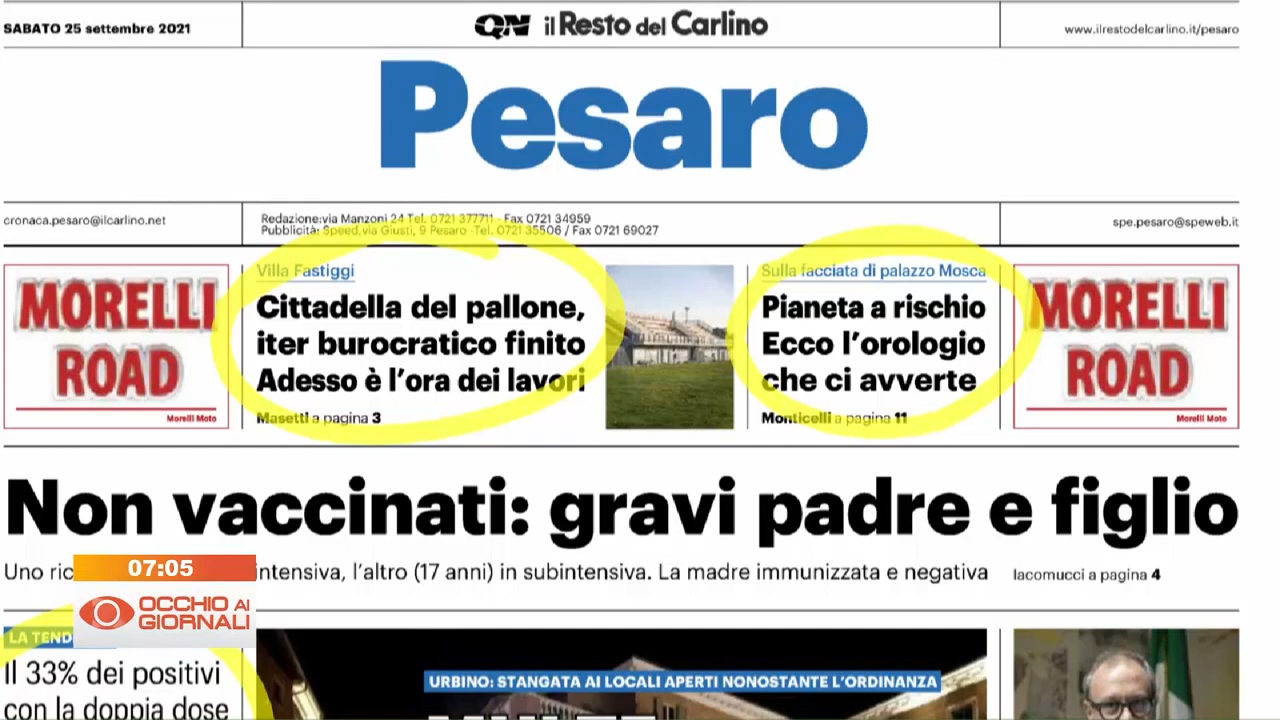 SABATO 25 settembre 2021
QN il Resto del Carlino
www.ilrestodelcarlino.it/pesaro
Pesaro
cronaca.pesaro@ilcarlino.net
Redazione:via Manzoni 24 Tel. 0721 377711 - Fax 0721 34959
Pubblicità: Speed.via Giusti, 9 Pesaro -Tel. 0721 35506 / Fax 0721 69027
spe.pesaro@speweb.it
MORELLI
ROAD
Morelli Moto
Villa Fastiggi
Cittadella del pallone,
iter burocratico finito
Adesso è l'ora dei lavori
Masetti a pagina 3
Sulla facciata di palazzo Mosca
Pianeta a rischio
Ecco l'orologio
che ci avverte
Monticelli a pagina 11
MORELLI
ROAD
Morelli Moto
Non vaccinati: gravi padre e figlio
Uno intensiva, l'altro (17 anni) in subintensiva. La madre immunizzata e negativa
Iacomucci a pagina 4
07:05
OCCHIO AI
GIORNALI
LA TEND
Il 33% dei positivi
con la doppia dose
URBINO: STANGATA AI LOCALI APERTI NONOSTANTE L'ORDINANZA